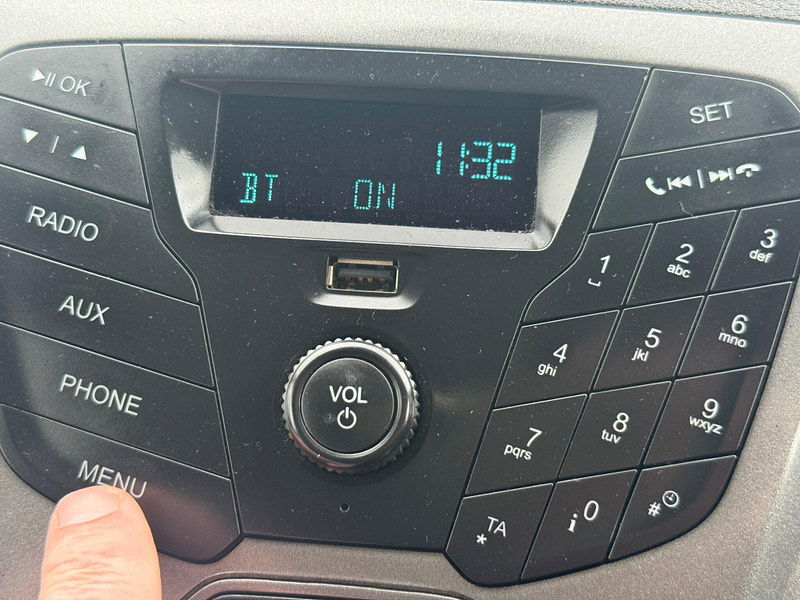 ▶II OK
▼ / ▲
RADIO
AUX
PHONE
MENU
11:32
BT ON
VOL
SET
|
1
2
abc
3
def
4
ghi
5
jkl
6
mno
7
pqrs
8
tuv
9
wxyz
TA
*
i0
#